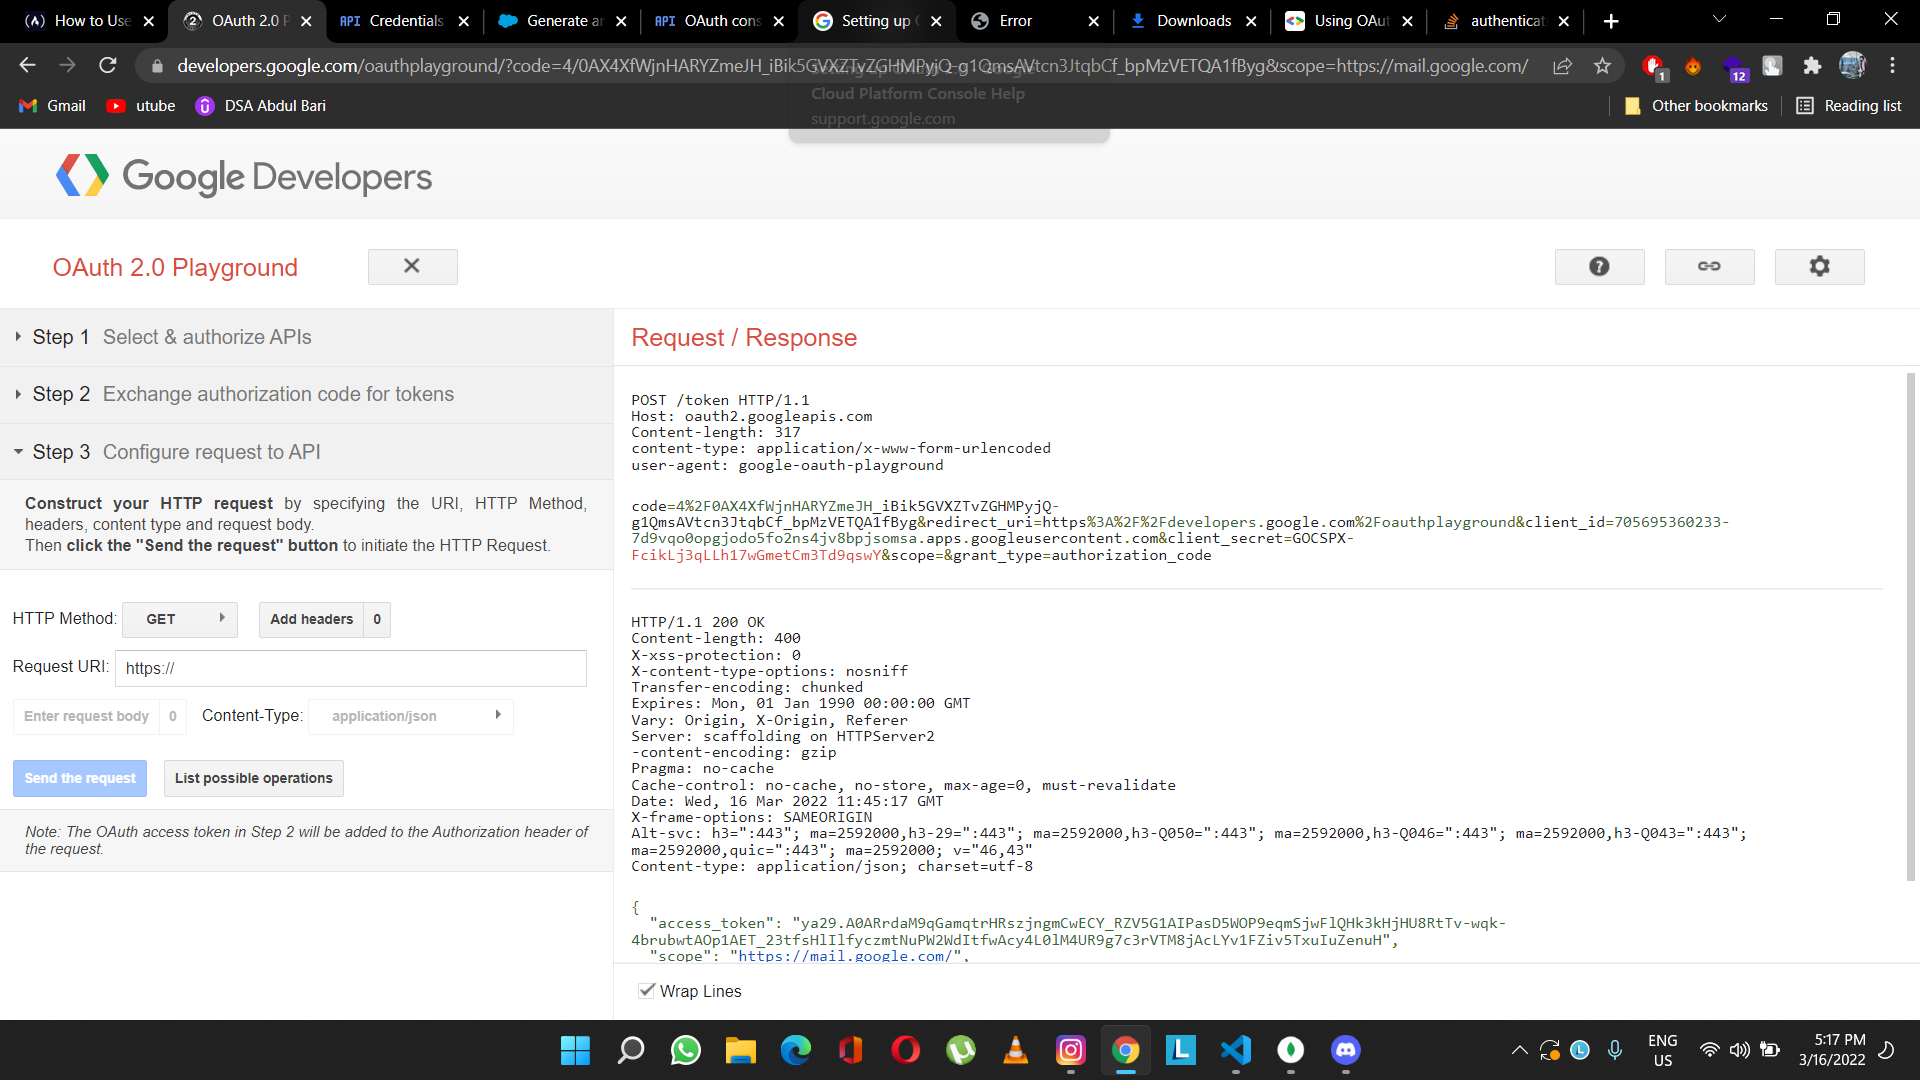 How to Use
OAuth 2.0 P
API Credentials
Generate ar
API OAuth cons
Setting up
Error
Downloads
Using OAut
authenticat
developers.google.com/oauthplayground/?code=4/0AX4XfWjnHARYZmeJH_iBik5GVXZTvZGHMPyjQ-g1QmsAVtcn3JtqbCf_bpMzVETQA1fByg&scope=https://mail.google.com/
1
12
Gmail
utube
DSA Abdul Bari
Cloud Platform Console Help
support.google.com
Other bookmarks
Reading list
Google Developers
OAuth 2.0 Playground
Step 1 Select & authorize APIs
Step 2 Exchange authorization code for tokens
Step 3 Configure request to API
Construct your HTTP request by specifying the URI, HTTP Method,
headers, content type and request body.
Then click the "Send the request" button to initiate the HTTP Request.
HTTP Method: GET Add headers 0
Request URI: https://
Enter request body 0 Content-Type: application/json
Send the request List possible operations
Note: The OAuth access token in Step 2 will be added to the Authorization header of
the request.
Request / Response
POST /token HTTP/1.1
Host: oauth2.googleapis.com
Content-length: 317
content-type: application/x-www-form-urlencoded
user-agent: google-oauth-playground
code=4%2F0AX4XfWjnHARYZmeJH_iBik5GVXZTvZGHMPyjQ-
g1QmsAVtcn3JtqbCf_bpMzVETQA1fByg&redirect_uri=https%3A%2F%2Fdevelopers.google.com%2Foauthplayground&client_id=705695360233-
7d9vqo0opgjodo5fo2ns4jv8bpjsomsa.apps.googleusercontent.com&client_secret=GOCSPX-
FcikLj3qLLh17wGmetCm3Td9qswY&scope=&grant_type=authorization_code
HTTP/1.1 200 OK
Content-length: 400
X-xss-protection: 0
X-content-type-options: nosniff
Transfer-encoding: chunked
Expires: Mon, 01 Jan 1990 00:00:00 GMT
Vary: Origin, X-Origin, Referer
Server: scaffolding on HTTPServer2
-content-encoding: gzip
Pragma: no-cache
Cache-control: no-cache, no-store, max-age=0, must-revalidate
Date: Wed, 16 Mar 2022 11:45:17 GMT
X-frame-options: SAMEORIGIN
Alt-svc: h3=":443"; ma=2592000,h3-29=":443"; ma=2592000,h3-Q050=":443"; ma=2592000,h3-Q046=":443"; ma=2592000,h3-Q043=":443";
ma=2592000,quic=":443"; ma=2592000; v="46,43"
Content-type: application/json; charset=utf-8
{
"access_token": "ya29.A0ARrdaM9qGamqtrHRszjngmCwECY_RZV5G1AIPasD5WOP9eqmSjwFlQHk3kHjHU8RtTv-wqk-
4brubwtAOp1AET_23tfsHlIlfyczmtNuPW2WdItfwAcy4L0lM4UR9g7c3rVTM8jAcLYv1FZiv5TxuIuZenuH",
"scope": "https://mail.google.com/",
Wrap Lines
ENG
US
5:17 PM
3/16/2022